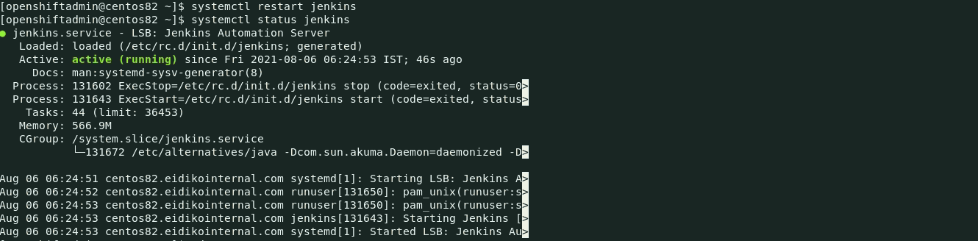 [openshiftadmin@centos82 ~]$ systemctl restart jenkins
[openshiftadmin@centos82 ~]$ systemctl status jenkins
● jenkins.service - LSB: Jenkins Automation Server
   Loaded: loaded (/etc/rc.d/init.d/jenkins; generated)
   Active: active (running) since Fri 2021-08-06 06:24:53 IST; 46s ago
     Docs: man:systemd-sysv-generator(8)
  Process: 131602 ExecStop=/etc/rc.d/init.d/jenkins stop (code=exited, status=0>
  Process: 131643 ExecStart=/etc/rc.d/init.d/jenkins start (code=exited, status>
    Tasks: 44 (limit: 36453)
   Memory: 566.9M
   CGroup: /system.slice/jenkins.service
           └─131672 /etc/alternatives/java -Dcom.sun.akuma.Daemon=daemonized -D>
Aug 06 06:24:51 centos82.eidikointernal.com systemd[1]: Starting LSB: Jenkins A>
Aug 06 06:24:52 centos82.eidikointernal.com runuser[131650]: pam_unix(runuser:s>
Aug 06 06:24:53 centos82.eidikointernal.com runuser[131650]: pam_unix(runuser:s>
Aug 06 06:24:53 centos82.eidikointernal.com jenkins[131643]: Starting Jenkins [>
Aug 06 06:24:53 centos82.eidikointernal.com systemd[1]: Started LSB: Jenkins Au>